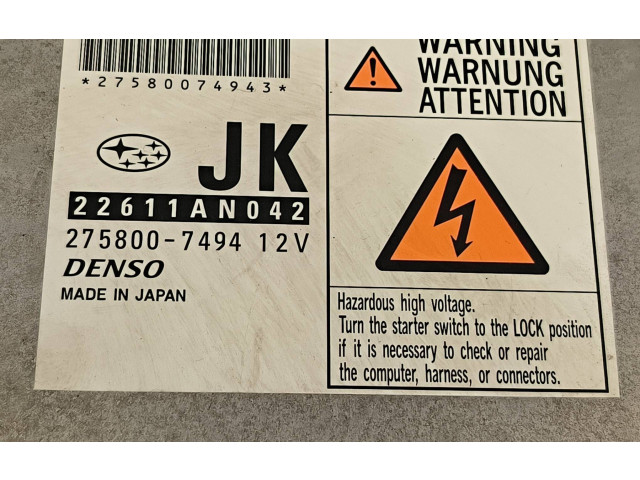 *27580074943*
JK
22611AN042
275800-7494 12V
DENSO
MADE IN JAPAN
WARNING
WARNUNG
ATTENTION
Hazardous high voltage.
Turn the starter switch to the LOCK position
if it is necessary to check or repair
the computer, harness, or connectors.